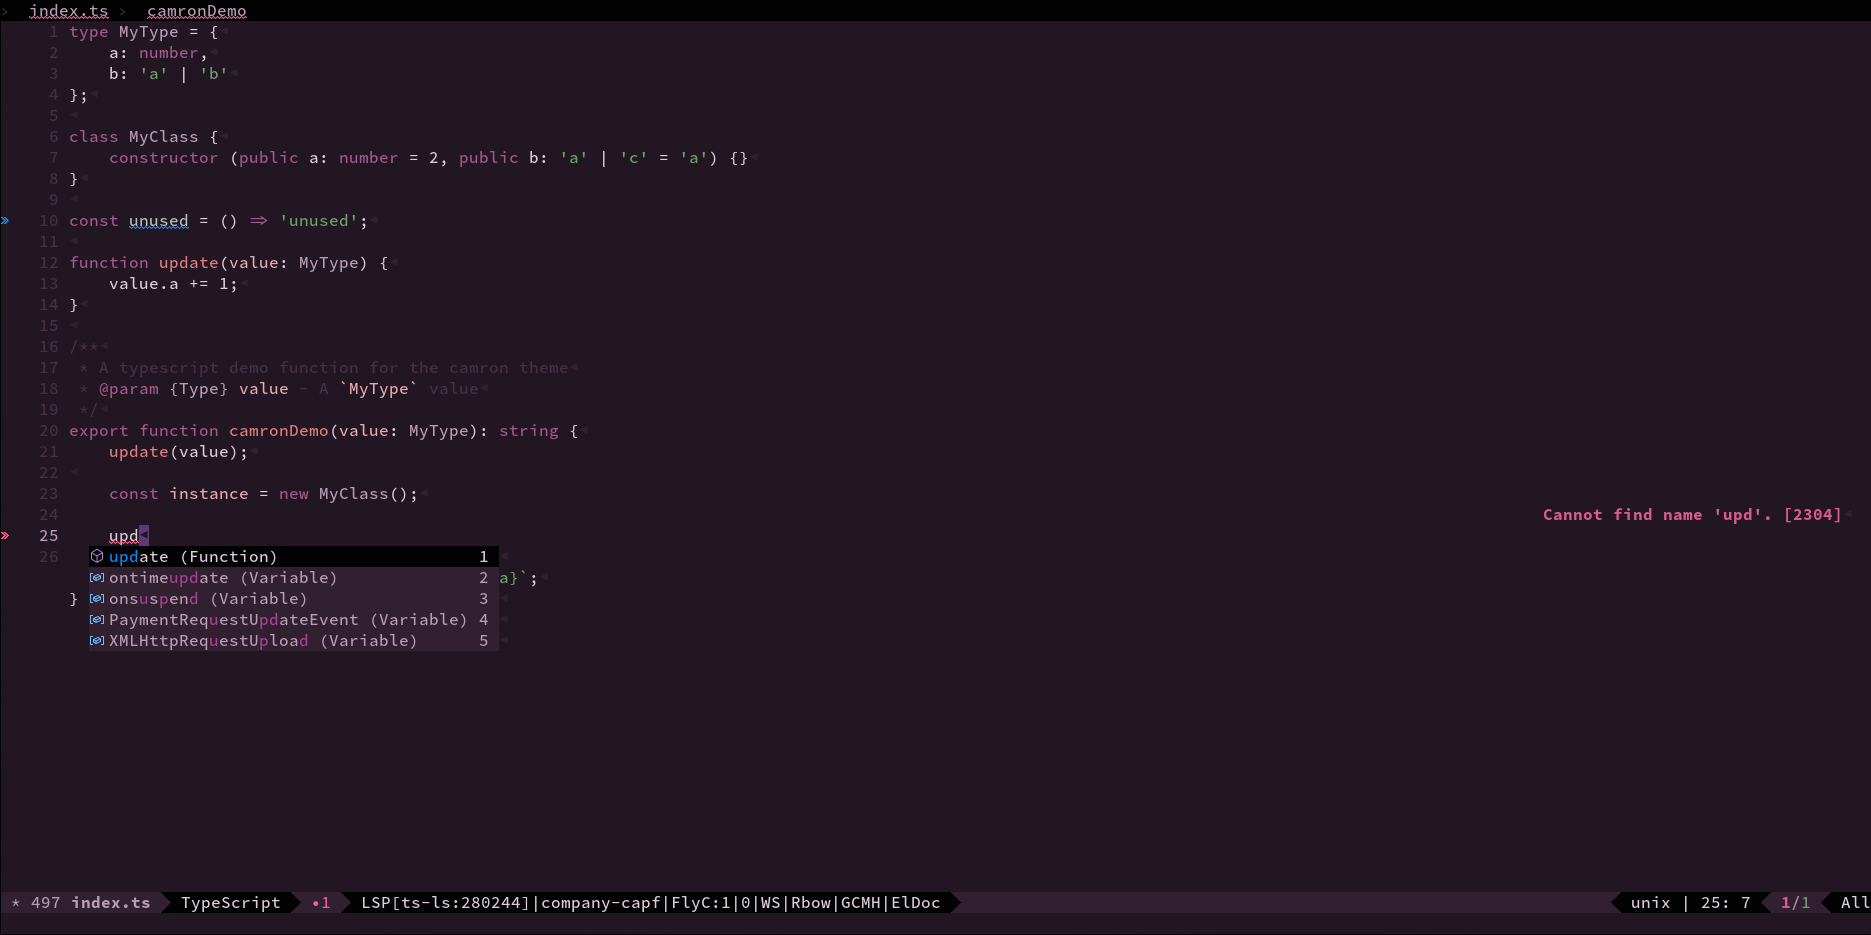 > index.ts > camronDemo
1 type MyType = {
2 a: number,
3 b: 'a' | 'b'
4 };
5
6 class MyClass {
7 constructor (public a: number = 2, public b: 'a' | 'c' = 'a') {}
8 }
9
10 const unused = () => 'unused';
11
12 function update(value: MyType) {
13 value.a += 1;
14 }
15
16 /**
17 * A typescript demo function for the camron theme
18 * @param {Type} value - A `MyType` value
19 */
20 export function camronDemo(value: MyType): string {
21 update(value);
22
23 const instance = new MyClass();
24 Cannot find name 'upd'. [2304]
25 upd
26 update (Function) 1
ontimeupdate (Variable) 2 a}`;
} onsuspend (Variable) 3
PaymentRequestUpdateEvent (Variable) 4
XMLHttpRequestUpload (Variable) 5
* 497 index.ts TypeScript •1 LSP[ts-ls:280244]|company-capf|FlyC:1|0|WS|Rbow|GCMH|ElDoc unix | 25: 7 1/1 All